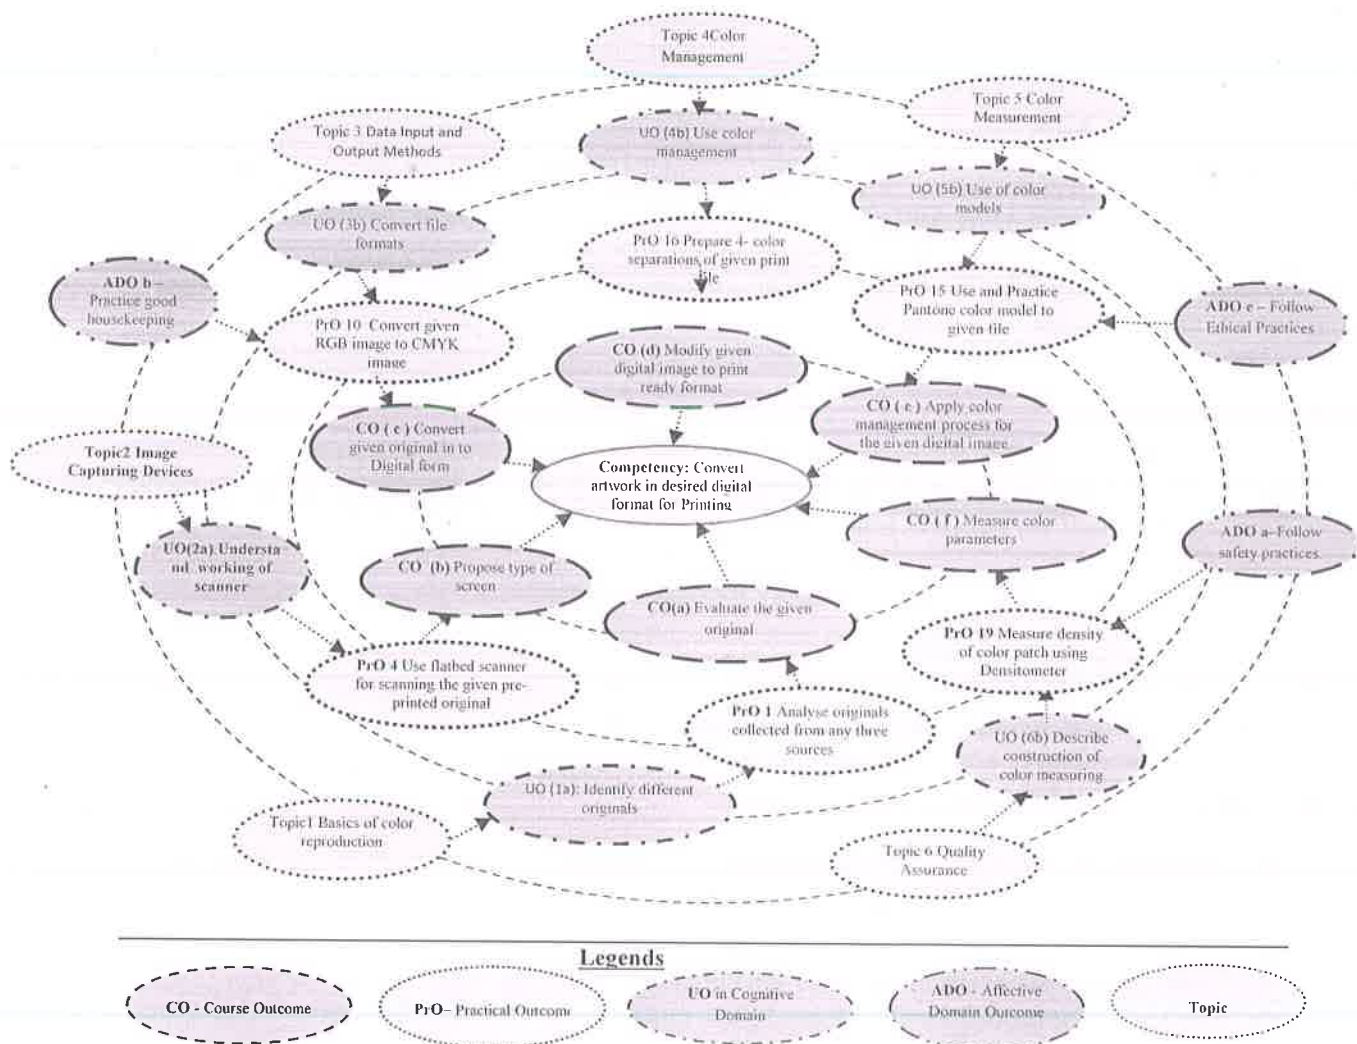 Topic 4Color
Management
Topic 5 Color
Measurement
Topic 3 Data Input and
Output Methods
UO (4b) Use color
management
UO (5b) Use of color
models
UO (3b) Convert file
formats
PrO 16 Prepare 4- color
separations of given print
file
ADO b –
Practice good
housekeeping
PrO 15 Use and Practice
Pantone color model to
given file
ADO e – Follow
Ethical Practices
PrO 10 Convert given
RGB image to CMYK
image
CO (d) Modify given
digital image to print
ready format
CO ( e ) Apply color
management process for
the given digital image
CO ( c ) Convert
given original in to
Digital form
Topic2 Image
Capturing Devices
Competency: Convert
artwork in desired digital
format for Printing
CO ( f ) Measure color
parameters
ADO a–Follow
safety practices.
UO(2a) Understa
nd working of
scanner
CO (b) Propose type of
screen
CO(a) Evaluate the given
original
PrO 19 Measure density
of color patch using
Densitometer
PrO 4 Use flatbed scanner
for scanning the given pre-
printed original
PrO 1 Analyse originals
collected from any three
sources
UO (6b) Describe
construction of
color measuring
UO (1a): Identify different
originals
Topic1 Basics of color
reproduction
Topic 6 Quality
Assurance
Legends
CO - Course Outcome
PrO– Practical Outcome
UO in Cognitive
Domain
ADO - Affective
Domain Outcome
Topic